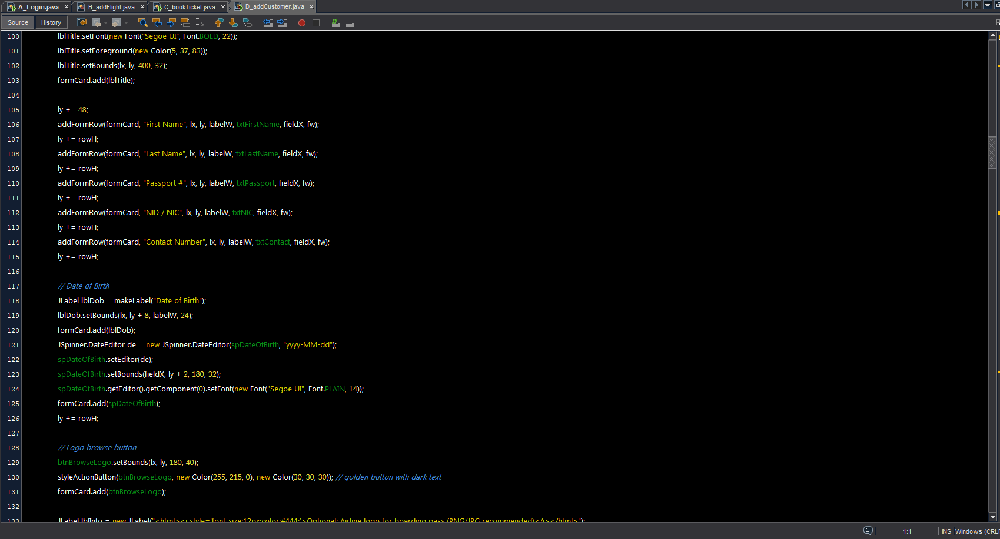 A_Login.java × B_addFlight.java × C_bookTicket.java × D_addCustomer.java ×
Source History
100 lblTitle.setFont(new Font("Segoe UI", Font.BOLD, 22));
101 lblTitle.setForeground(new Color(5, 37, 83));
102 lblTitle.setBounds(lx, ly, 400, 32);
103 formCard.add(lblTitle);
104
105 ly += 48;
106 addFormRow(formCard, "First Name", lx, ly, labelW, txtFirstName, fieldX, fw);
107 ly += rowH;
108 addFormRow(formCard, "Last Name", lx, ly, labelW, txtLastName, fieldX, fw);
109 ly += rowH;
110 addFormRow(formCard, "Passport #", lx, ly, labelW, txtPassport, fieldX, fw);
111 ly += rowH;
112 addFormRow(formCard, "NID / NIC", lx, ly, labelW, txtNIC, fieldX, fw);
113 ly += rowH;
114 addFormRow(formCard, "Contact Number", lx, ly, labelW, txtContact, fieldX, fw);
115 ly += rowH;
116
117 // Date of Birth
118 JLabel lblDob = makeLabel("Date of Birth");
119 lblDob.setBounds(lx, ly + 8, labelW, 24);
120 formCard.add(lblDob);
121 JSpinner.DateEditor de = new JSpinner.DateEditor(spDateOfBirth, "yyyy-MM-dd");
122 spDateOfBirth.setEditor(de);
123 spDateOfBirth.setBounds(fieldX, ly + 2, 180, 32);
124 spDateOfBirth.getEditor().getComponent(0).setFont(new Font("Segoe UI", Font.PLAIN, 14));
125 formCard.add(spDateOfBirth);
126 ly += rowH;
127
128 // Logo browse button
129 btnBrowseLogo.setBounds(lx, ly, 180, 40);
130 styleActionButton(btnBrowseLogo, new Color(255, 215, 0), new Color(30, 30, 30)); // golden button with dark text
131 formCard.add(btnBrowseLogo);
132
133 JLabel lblInfo = new JLabel("<html><i style='font-size:12px;color:#444;'>Optional: Airline logo for boarding pass (PNG/JPG recommended)</i></html>");
2 1:1 INS Windows (CRLF